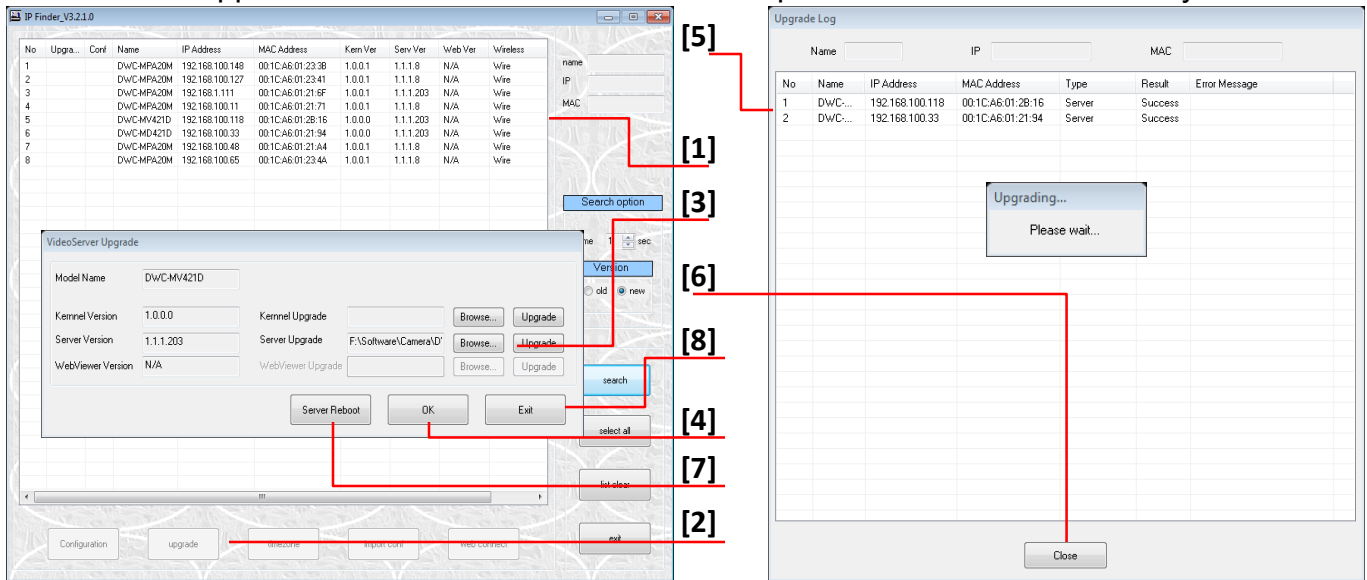 IP Finder_V3.2.1.0
No Upgra... Conf Name IP Address MAC Address Kern Ver Serv Ver Web Ver Wireless
1 DWC-MPA20M 192.168.100.148 00:1C:A6:01:23:3B 1.0.0.1 1.1.1.8 N/A Wire
2 DWC-MPA20M 192.168.100.127 00:1C:A6:01:23:41 1.0.0.1 1.1.1.8 N/A Wire
3 DWC-MPA20M 192.168.1.111 00:1C:A6:01:21:6F 1.0.0.1 1.1.1.203 N/A Wire
4 DWC-MPA20M 192.168.100.11 00:1C:A6:01:21:71 1.0.0.1 1.1.1.8 N/A Wire
5 DWC-MV421D 192.168.100.118 00:1C:A6:01:2B:16 1.0.0.0 1.1.1.203 N/A Wire
6 DWC-MD421D 192.168.100.33 00:1C:A6:01:21:94 1.0.0.0 1.1.1.203 N/A Wire
7 DWC-MPA20M 192.168.100.48 00:1C:A6:01:21:A4 1.0.0.1 1.1.1.8 N/A Wire
8 DWC-MPA20M 192.168.100.65 00:1C:A6:01:23:4A 1.0.0.1 1.1.1.8 N/A Wire
name
IP
MAC
Search option
sec
Version
old new
search
select all
list clear
exit
VideoServer Upgrade
Model Name DWC-MV421D
Kernnel Version 1.0.0.0 Kernnel Upgrade Browse... Upgrade
Server Version 1.1.1.203 Server Upgrade F:\Software\Camera\D' Browse... Upgrade
WebViewer Version N/A WebViewer Upgrade Browse... Upgrade
Server Reboot OK Exit
Configuration upgrade timezone import conf Web connect
[5]
[1]
[3]
[6]
[8]
[4]
[7]
[2]
Upgrade Log
Name IP MAC
No Name IP Address MAC Address Type Result Error Message
1 DWC-... 192.168.100.118 00:1C:A6:01:2B:16 Server Success
2 DWC-... 192.168.100.33 00:1C:A6:01:21:94 Server Success
Upgrading...
Please wait...
Close